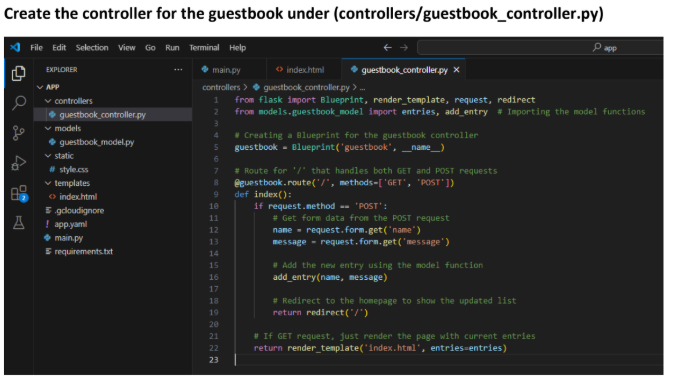 Create the controller for the guestbook under (controllers/guestbook_controller.py)
File Edit Selection View Go Run Terminal Help
app
EXPLORER
main.py
index.html
guestbook_controller.py
APP
controllers > guestbook_controller.py > ...
controllers
guestbook_controller.py
models
guestbook_model.py
static
# style.css
templates
index.html
.gcloudignore
! app.yaml
main.py
requirements.txt
2
1 from flask import Blueprint, render_template, request, redirect
2 from models.guestbook_model import entries, add_entry # Importing the model functions
3
4 # Creating a Blueprint for the guestbook controller
5 guestbook = Blueprint('guestbook', __name__)
6
7 # Route for '/' that handles both GET and POST requests
8 @guestbook.route('/', methods=['GET', 'POST'])
9 def index():
10 if request.method == 'POST':
11 # Get form data from the POST request
12 name = request.form.get('name')
13 message = request.form.get('message')
14
15 # Add the new entry using the model function
16 add_entry(name, message)
17
18 # Redirect to the homepage to show the updated list
19 return redirect('/')
20
21 # If GET request, just render the page with current entries
22 return render_template('index.html', entries=entries)
23